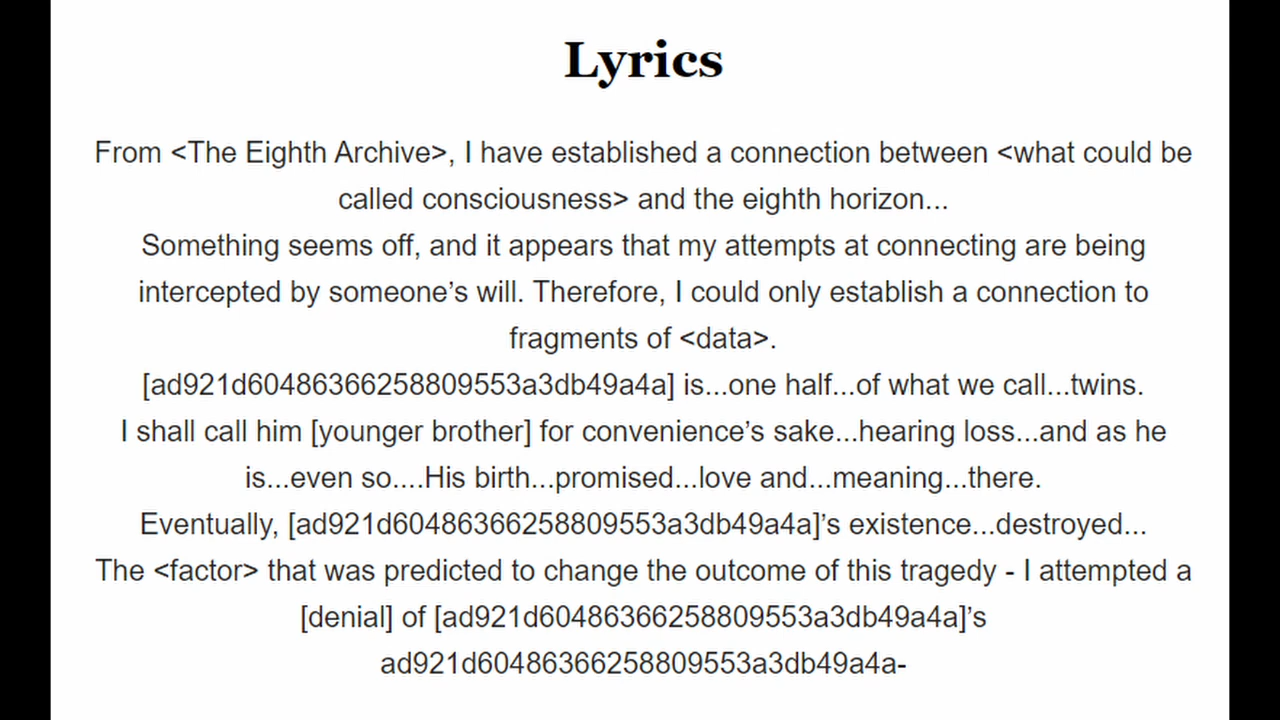 Lyrics
From <The Eighth Archive>, I have established a connection between <what could be
called consciousness> and the eighth horizon...
Something seems off, and it appears that my attempts at connecting are being
intercepted by someone’s will. Therefore, I could only establish a connection to
fragments of <data>.
[ad921d60486366258809553a3db49a4a] is...one half...of what we call...twins.
I shall call him [younger brother] for convenience’s sake...hearing loss...and as he
is...even so....His birth...promised...love and...meaning...there.
Eventually, [ad921d60486366258809553a3db49a4a]’s existence...destroyed...
The <factor> that was predicted to change the outcome of this tragedy - I attempted a
[denial] of [ad921d60486366258809553a3db49a4a]’s
ad921d60486366258809553a3db49a4a-